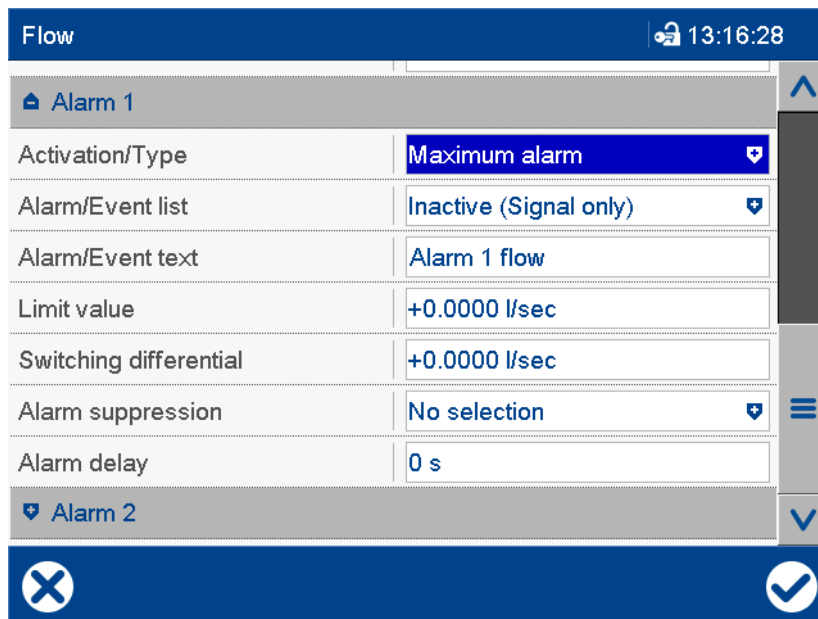 Flow 13:16:28
Alarm 1
Activation/Type Maximum alarm
Alarm/Event list Inactive (Signal only)
Alarm/Event text Alarm 1 flow
Limit value +0.0000 l/sec
Switching differential +0.0000 l/sec
Alarm suppression No selection
Alarm delay 0 s
Alarm 2